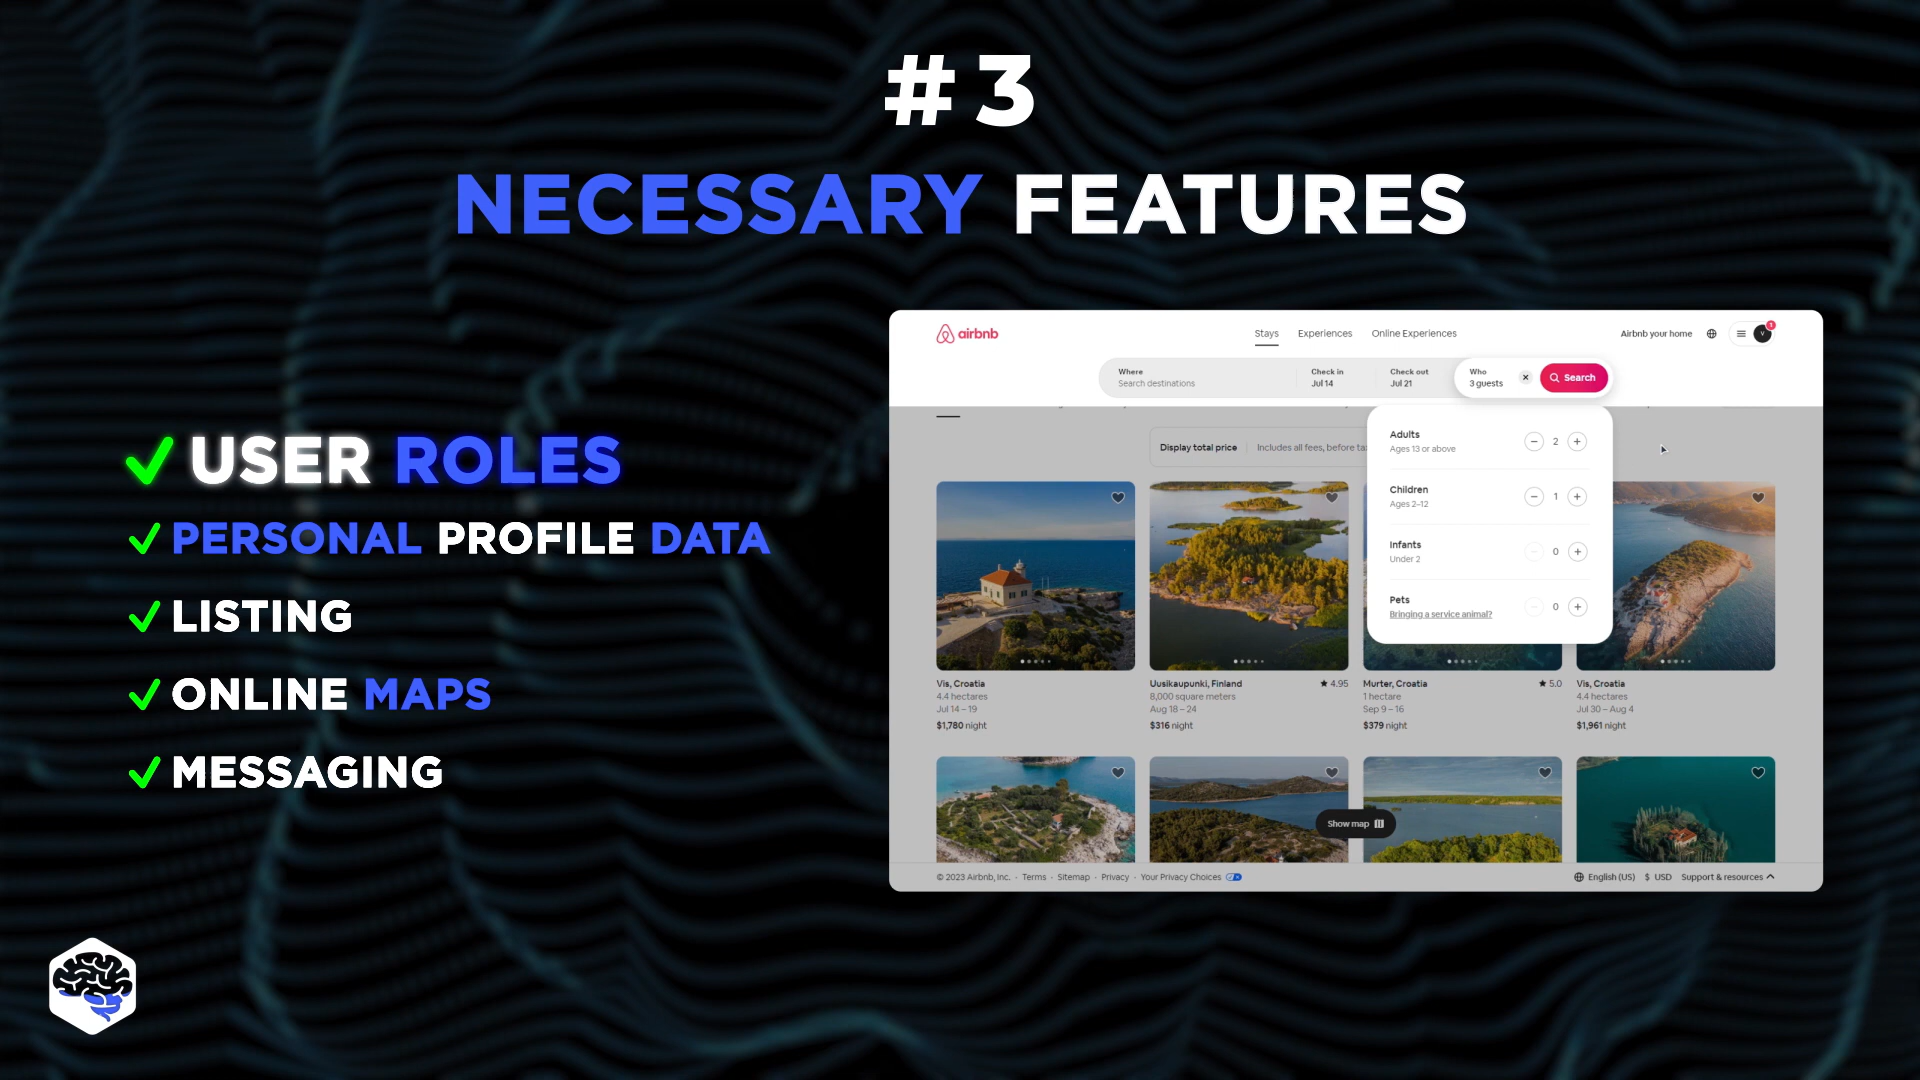 # 3
NECESSARY FEATURES
USER ROLES
PERSONAL PROFILE DATA
LISTING
ONLINE MAPS
MESSAGING
airbnb
Stays Experiences Online Experiences
Airbnb your home
V 1
Where
Search destinations
Check in
Jul 14
Check out
Jul 21
Who
3 guests
Search
Display total price Includes all fees, before ta
Adults
Ages 13 or above
2
Children
Ages 2–12
1
Infants
Under 2
0
Pets
Bringing a service animal?
0
Vis, Croatia
4.4 hectares
Jul 14 – 19
$1,780 night
Uusikaupunki, Finland ★ 4.95
8,000 square meters
Aug 18 – 24
$316 night
Murter, Croatia ★ 5.0
1 hectare
Sep 9 – 16
$379 night
Vis, Croatia
4.4 hectares
Jul 30 – Aug 4
$1,961 night
Show map
© 2023 Airbnb, Inc. · Terms · Sitemap · Privacy · Your Privacy Choices
English (US) $ USD Support & resources